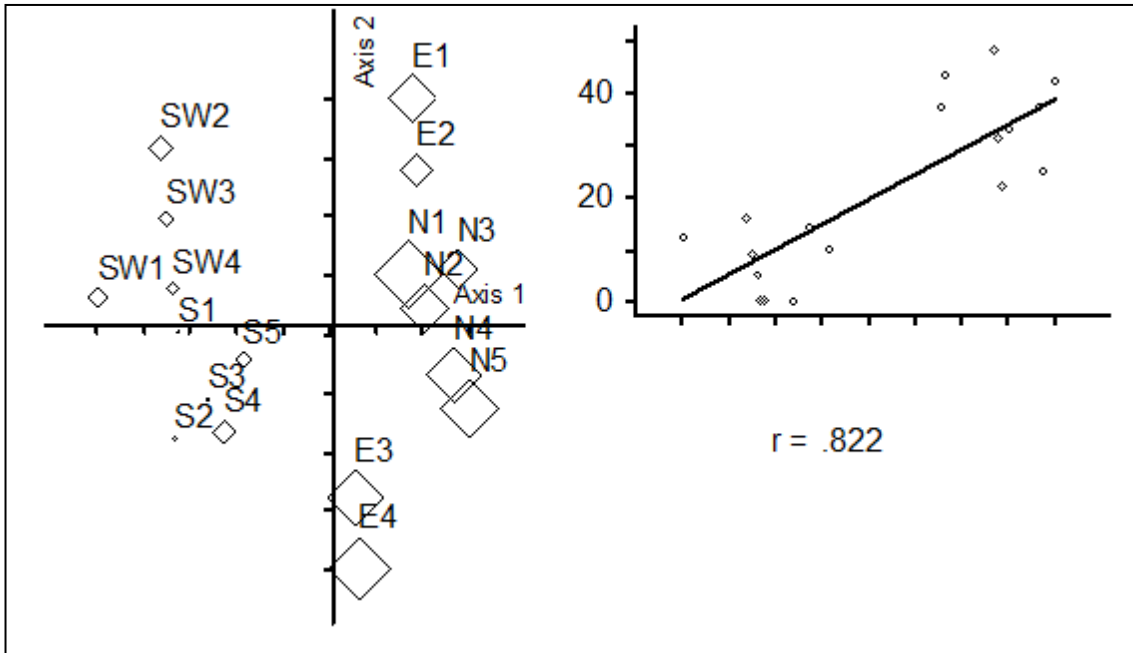 Axis 2
E1
E2
SW2
SW3
SW1
SW4
N1
N3
N2
Axis 1
S1
S5
N4
N5
S3
S4
S2
E3
E4
40
20
0
r = .822